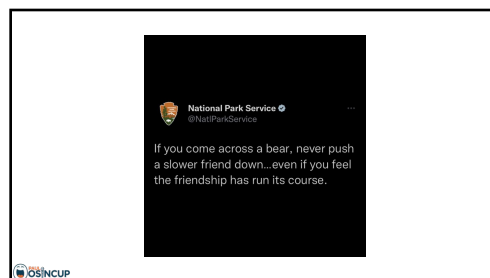 National Park Service
@NatlParkService
If you come across a bear, never push
a slower friend down...even if you feel
the friendship has run its course.
PAUL
OSINCUP